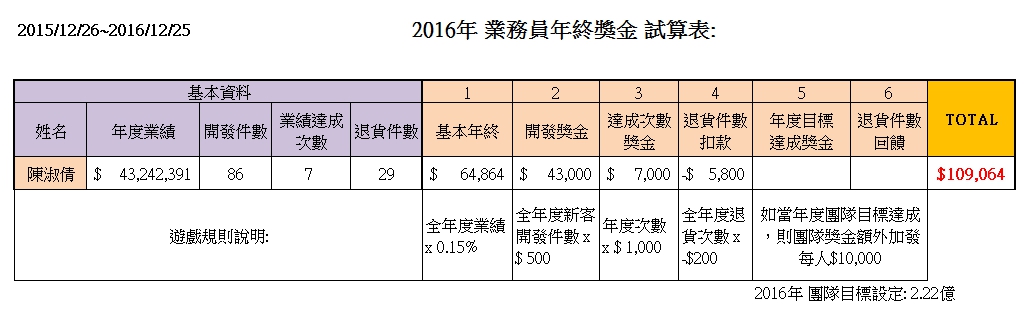 2015/12/26~2016/12/25
2016年 業務員年終獎金 試算表:
基本資料 1 2 3 4 5 6 TOTAL
姓名 年度業績 開發件數 業績達成次數 退貨件數 基本年終 開發獎金 達成次數獎金 退貨件數扣款 年度目標達成獎金 退貨件數回饋
陳淑倩 $ 43,242,391 86 7 29 $ 64,864 $ 43,000 $ 7,000 -$ 5,800 $109,064
遊戲規則說明:
全年度業績
x 0.15%
全年度新客
開發件數 x
$ 500
年度次數
x $ 1,000
全年度退
貨次數 x
-$200
如當年度團隊目標達成
，則團隊獎金額外加發
每人$10,000
2016年 團隊目標設定: 2.22億